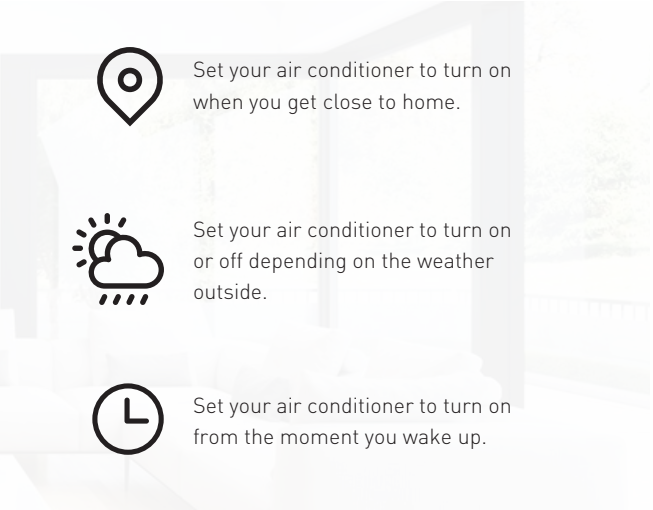 Set your air conditioner to turn on
when you get close to home.
Set your air conditioner to turn on
or off depending on the weather
outside.
Set your air conditioner to turn on
from the moment you wake up.